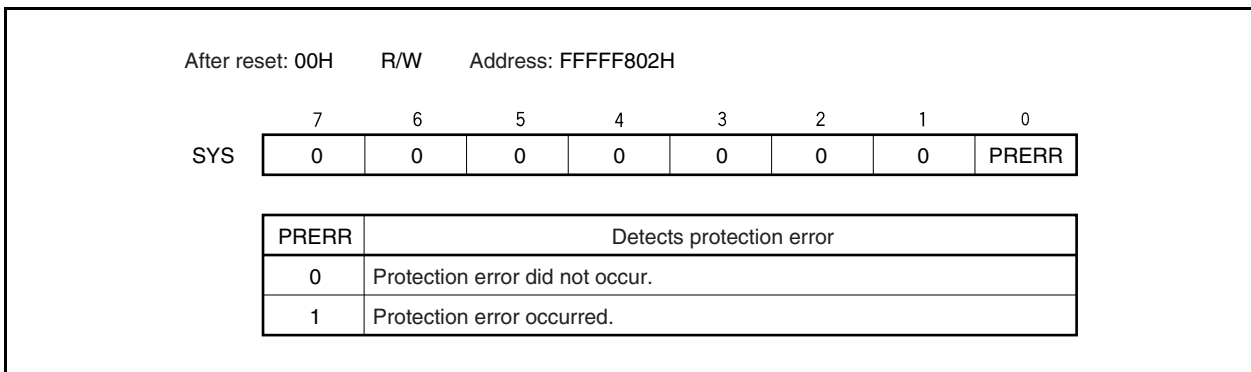 After reset: 00H R/W Address: FFFFF802H
7 6 5 4 3 2 1 0
SYS 0 0 0 0 0 0 0 PRERR
PRERR Detects protection error
0 Protection error did not occur.
1 Protection error occurred.